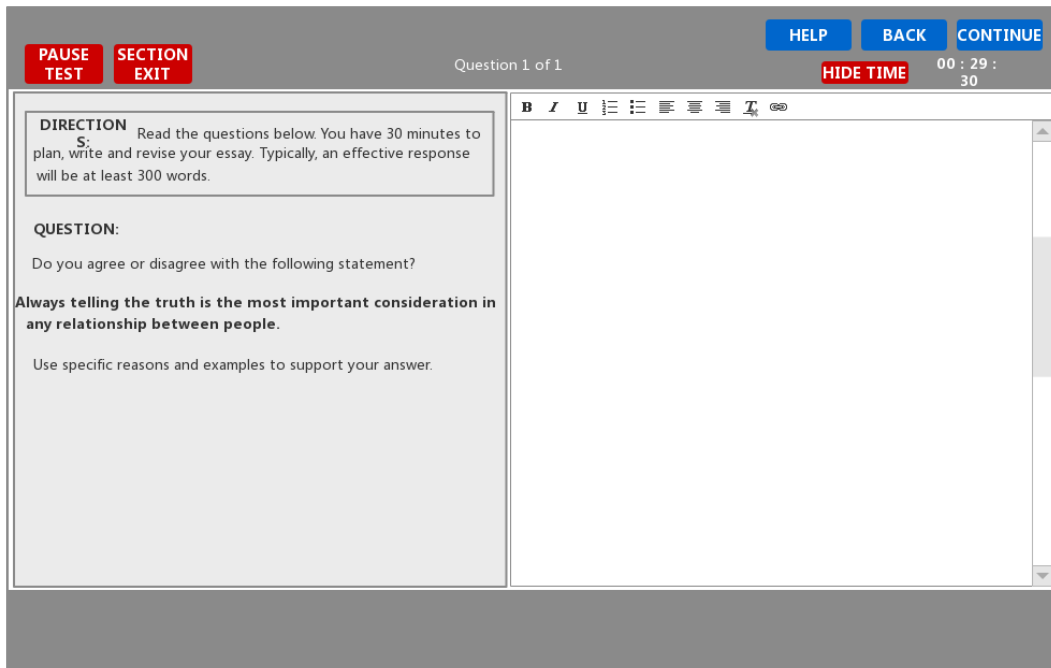 HELP BACK CONTINUE
PAUSE TEST
SECTION EXIT
Question 1 of 1
HIDE TIME
00 : 29 : 30
B I U
DIRECTIONS: Read the questions below. You have 30 minutes to
plan, write and revise your essay. Typically, an effective response
will be at least 300 words.
QUESTION:
Do you agree or disagree with the following statement?
Always telling the truth is the most important consideration in
any relationship between people.
Use specific reasons and examples to support your answer.